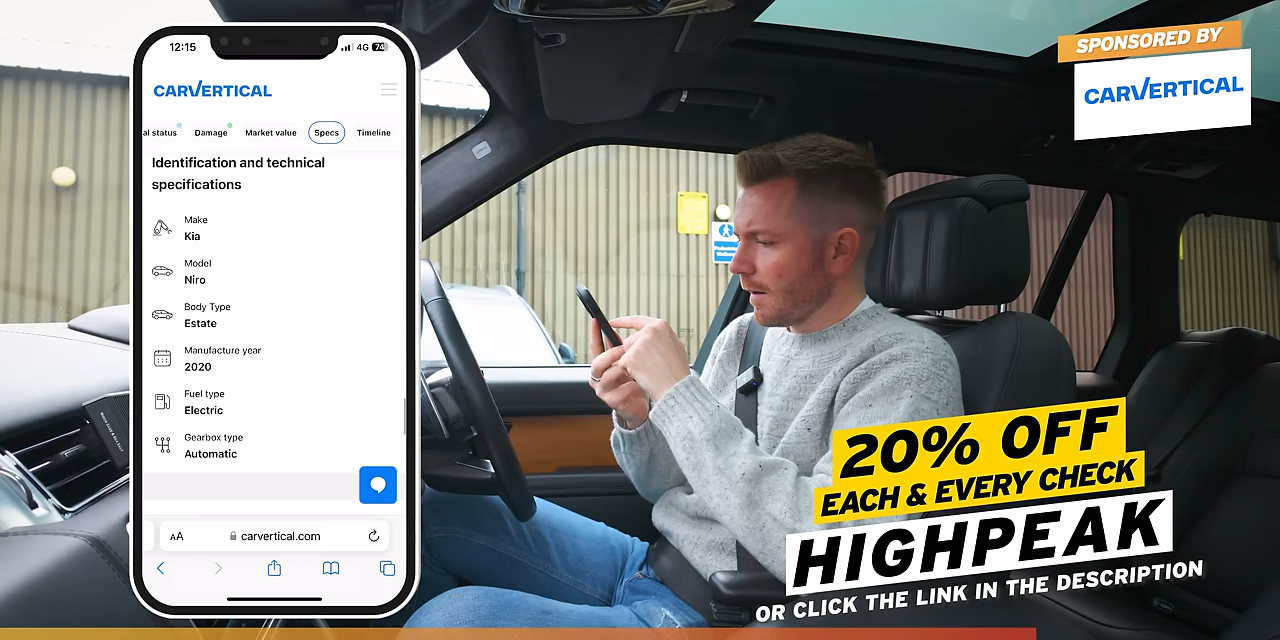 12:15
4G 74
CARVERTICAL
al status Damage Market value Specs Timeline
Identification and technical
specifications
Make
Kia
Model
Niro
Body Type
Estate
Manufacture year
2020
Fuel type
Electric
Gearbox type
Automatic
AA carvertical.com
SPONSORED BY
CARVERTICAL
20% OFF
EACH & EVERY CHECK
HIGHPEAK
OR CLICK THE LINK IN THE DESCRIPTION